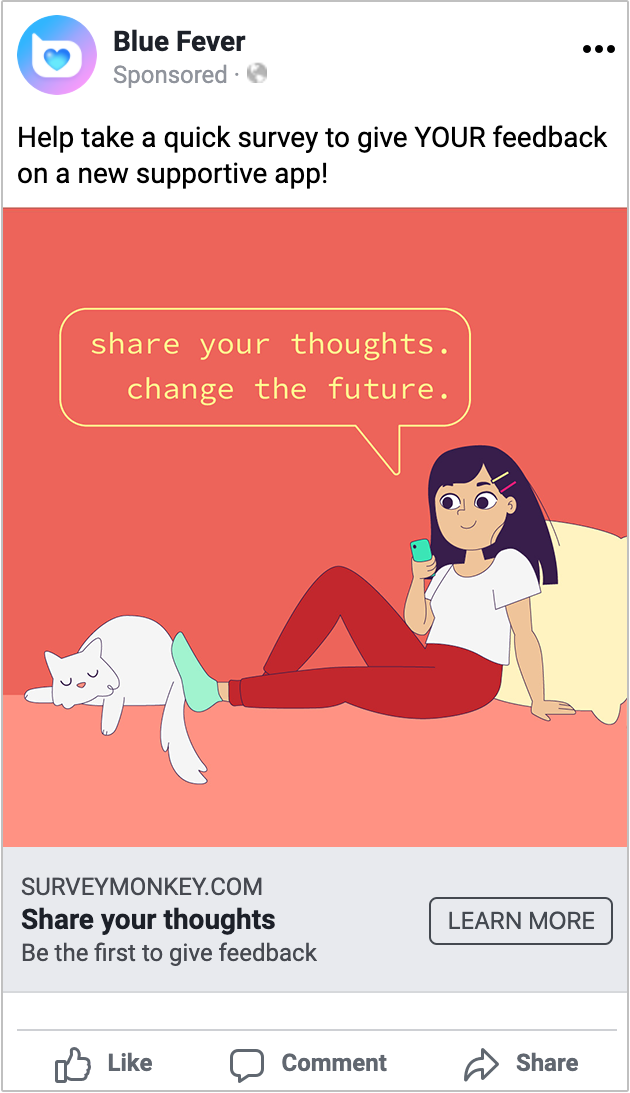 Blue Fever
Sponsored ·
Help take a quick survey to give YOUR feedback
on a new supportive app!
share your thoughts.
change the future.
SURVEYMONKEY.COM
Share your thoughts
Be the first to give feedback
LEARN MORE
Like
Comment
Share